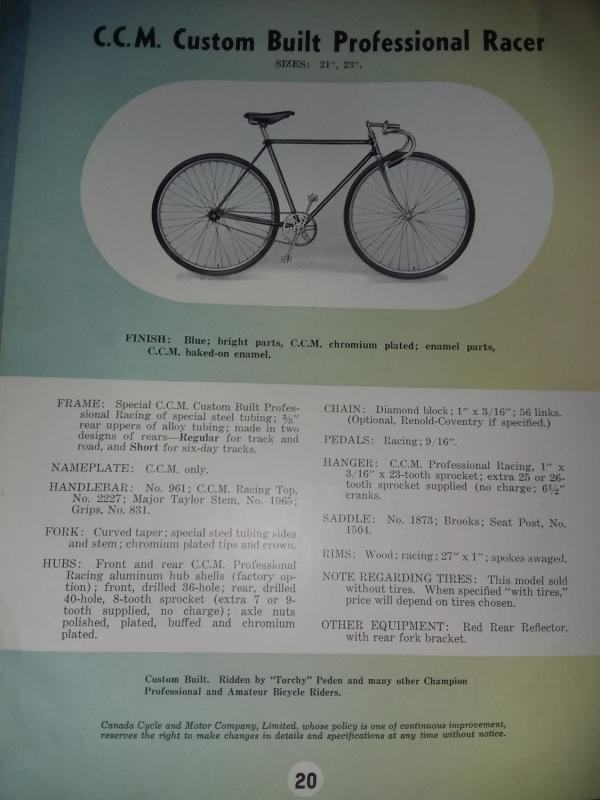 C.C.M. Custom Built Professional Racer
SIZES: 21", 23".
FINISH: Blue; bright parts, C.C.M. chromium plated; enamel parts,
C.C.M. baked-on enamel.
FRAME: Special C.C.M. Custom Built Profes-
sional Racing of special steel tubing; ⅜"
rear uppers of alloy tubing; made in two
designs of rears—Regular for track and
road, and Short for six-day tracks.
NAMEPLATE: C.C.M. only.
HANDLEBAR: No. 961; C.C.M. Racing Top,
No. 2227; Major Taylor Stem, No. 1065;
Grips, No. 831.
FORK: Curved taper; special steel tubing sides
and stem; chromium plated tips and crown.
HUBS: Front and rear C.C.M. Professional
Racing aluminum hub shells (factory op-
tion); front, drilled 36-hole; rear, drilled
40-hole, 8-tooth sprocket (extra 7 or 9-
tooth supplied, no charge); axle nuts
polished, plated, buffed and chromium
plated.
CHAIN: Diamond block; 1" x 3/16"; 56 links.
(Optional, Renold-Coventry if specified.)
PEDALS: Racing; 9/16".
HANGER: C.C.M. Professional Racing, 1" x
3/16" x 23-tooth sprocket; extra 25 or 26-
tooth sprocket supplied (no charge; 6½"
cranks.
SADDLE: No. 1873; Brooks; Seat Post, No.
1504.
RIMS: Wood; racing; 27" x 1"; spokes swaged.
NOTE REGARDING TIRES: This model sold
without tires. When specified "with tires,"
price will depend on tires chosen.
OTHER EQUIPMENT: Red Rear Reflector,
with rear fork bracket.
Custom Built. Ridden by "Torchy" Peden and many other Champion
Professional and Amateur Bicycle Riders.
Canada Cycle and Motor Company, Limited, whose policy is one of continuous improvement,
reserves the right to make changes in details and specifications at any time without notice.
20